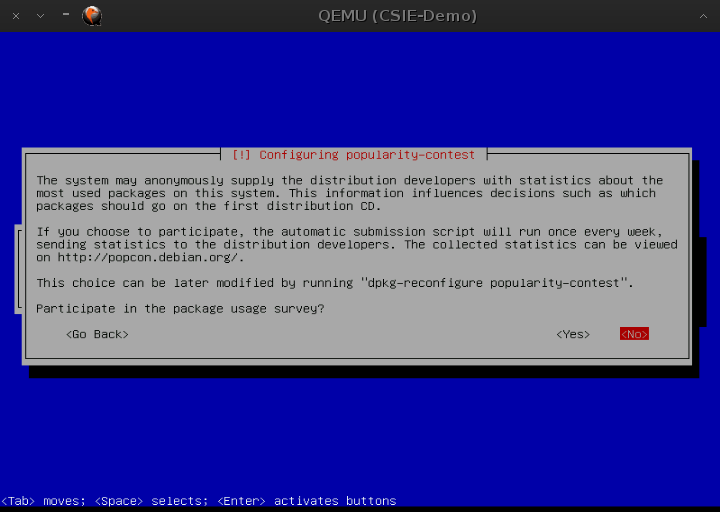 QEMU (CSIE-Demo)
[!] Configuring popularity-contest
The system may anonymously supply the distribution developers with statistics about the
most used packages on this system. This information influences decisions such as which
packages should go on the first distribution CD.
If you choose to participate, the automatic submission script will run once every week,
sending statistics to the distribution developers. The collected statistics can be viewed
on http://popcon.debian.org/.
This choice can be later modified by running "dpkg-reconfigure popularity-contest".
Participate in the package usage survey?
<Go Back> <Yes> <No>
<Tab> moves; <Space> selects; <Enter> activates buttons